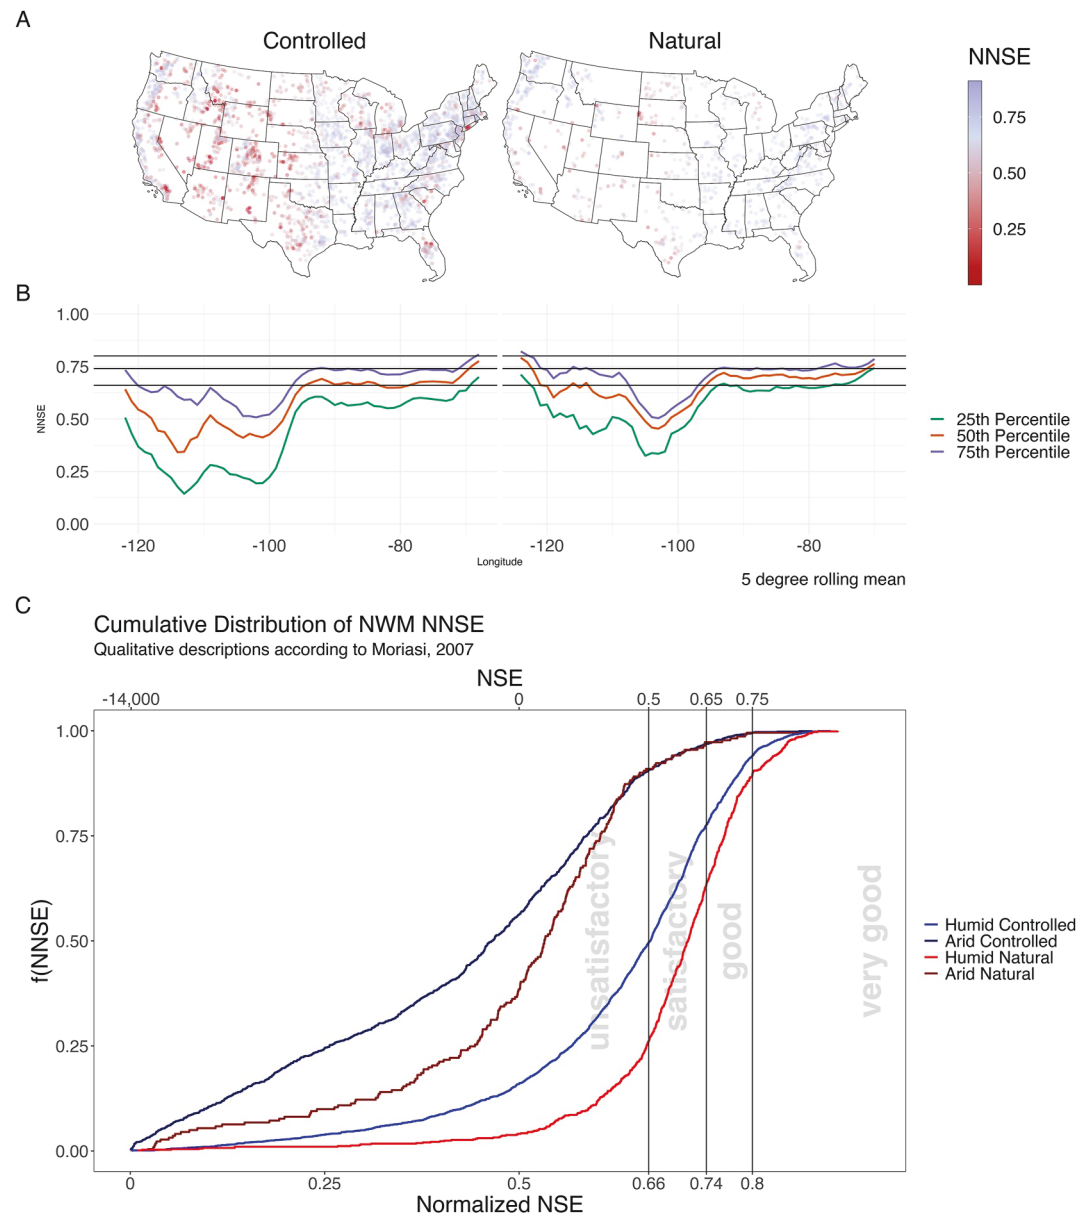 A
Controlled
Natural
NNSE
0.75
0.50
0.25
B
1.00
0.75
0.50
0.25
0.00
NNSE
-120
-100
-80
-120
-100
-80
Longitude
5 degree rolling mean
25th Percentile
50th Percentile
75th Percentile
C
Cumulative Distribution of NWM NNSE
Qualitative descriptions according to Moriasi, 2007
NSE
-14,000
0
0.5
0.65
0.75
1.00
0.75
0.50
0.25
0.00
f(NNSE)
unsatisfactory
satisfactory
good
very good
Humid Controlled
Arid Controlled
Humid Natural
Arid Natural
0
0.25
0.5
0.66
0.74
0.8
Normalized NSE